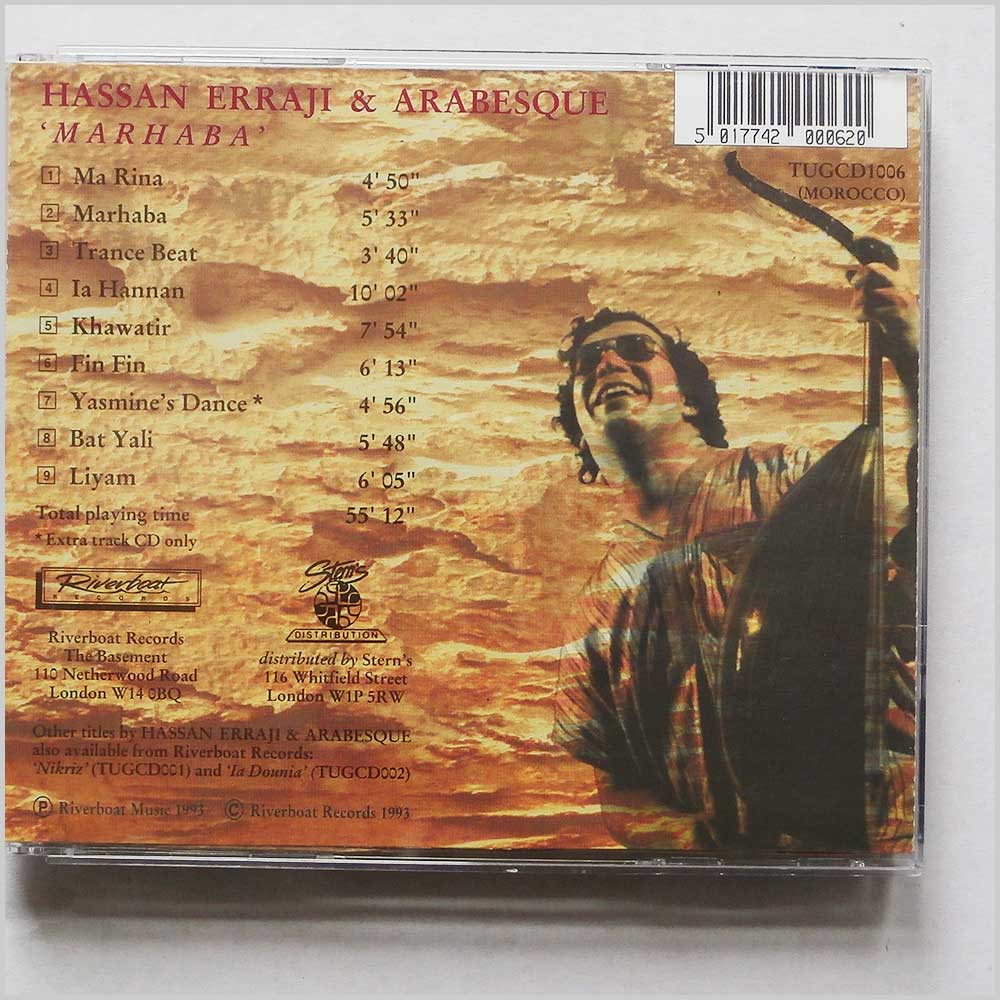 HASSAN ERRAJI & ARABESQUE
'MARHABA'
5 017742 000620
TUGCD1006
(MOROCCO)
1 Ma Rina 4' 50"
2 Marhaba 5' 33"
3 Trance Beat 3' 40"
4 Ia Hannan 10' 02"
5 Khawatir 7' 54"
6 Fin Fin 6' 13"
7 Yasmine's Dance * 4' 56"
8 Bat Yali 5' 48"
9 Liyam 6' 05"
Total playing time 55' 12"
* Extra track CD only
Riverboat
RECORDS
Stern's
DISTRIBUTION
Riverboat Records
The Basement
110 Netherwood Road
London W14 0BQ
distributed by Stern's
116 Whitfield Street
London W1P 5RW
Other titles by HASSAN ERRAJI & ARABESQUE
also available from Riverboat Records:
'Nikriz' (TUGCD001) and 'Ia Dounia' (TUGCD002)
Ⓟ Riverboat Music 1993 © Riverboat Records 1993